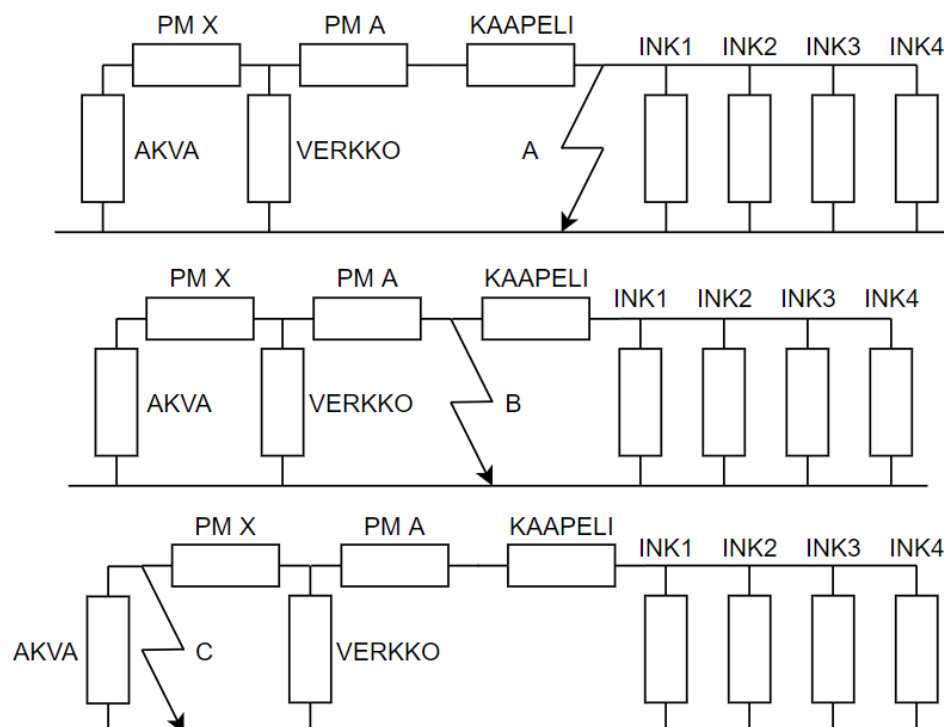 PM X PM A KAAPELI
INK1 INK2 INK3 INK4
AKVA VERKKO A
PM X PM A KAAPELI
INK1 INK2 INK3 INK4
AKVA VERKKO B
PM X PM A KAAPELI
INK1 INK2 INK3 INK4
AKVA C VERKKO